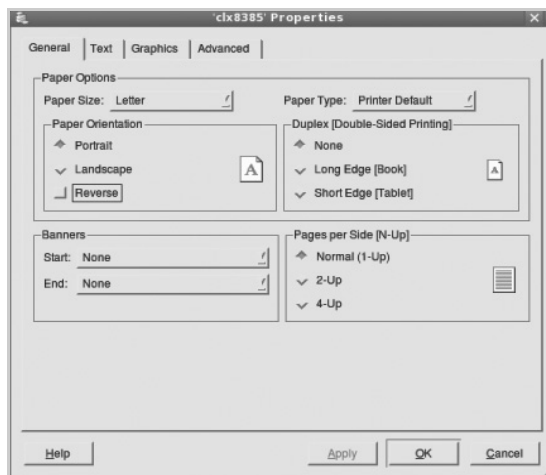 'clx8385' Properties
General Text Graphics Advanced
Paper Options
Paper Size: Letter
Paper Type: Printer Default
Paper Orientation
Portrait
Landscape
Reverse
A
Duplex [Double-Sided Printing]
None
Long Edge [Book]
Short Edge [Tablet]
A
Banners
Start: None
End: None
Pages per Side [N-Up]
Normal (1-Up)
2-Up
4-Up
Help Apply OK Cancel